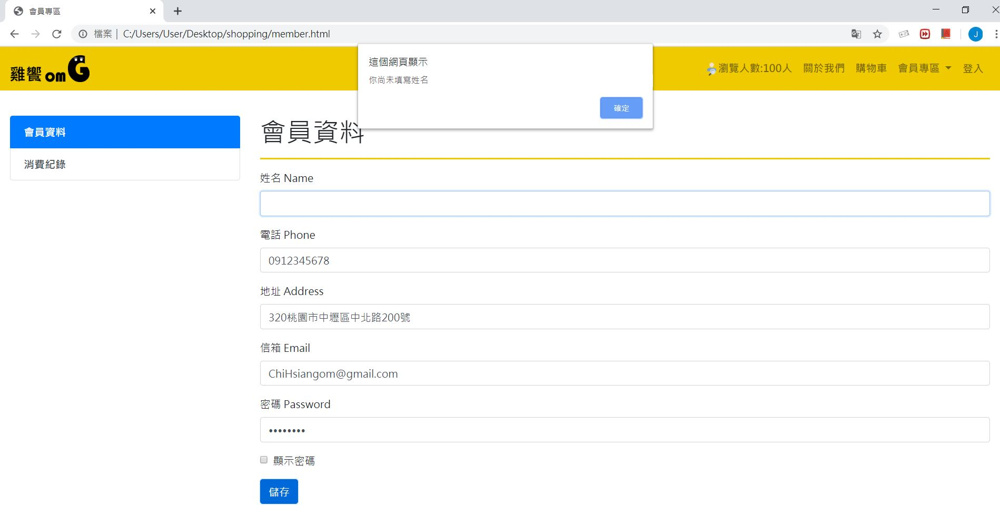 會員專區
檔案 | C:/Users/User/Desktop/shopping/member.html
J
這個網頁顯示
你尚未填寫姓名
確定
雞饗 om G
瀏覽人數:100人 關於我們 購物車 會員專區 登入
會員資料
消費紀錄
會員資料
姓名 Name
電話 Phone
0912345678
地址 Address
320桃園市中壢區中北路200號
信箱 Email
ChiHsiangom@gmail.com
密碼 Password
••••••••
顯示密碼
儲存